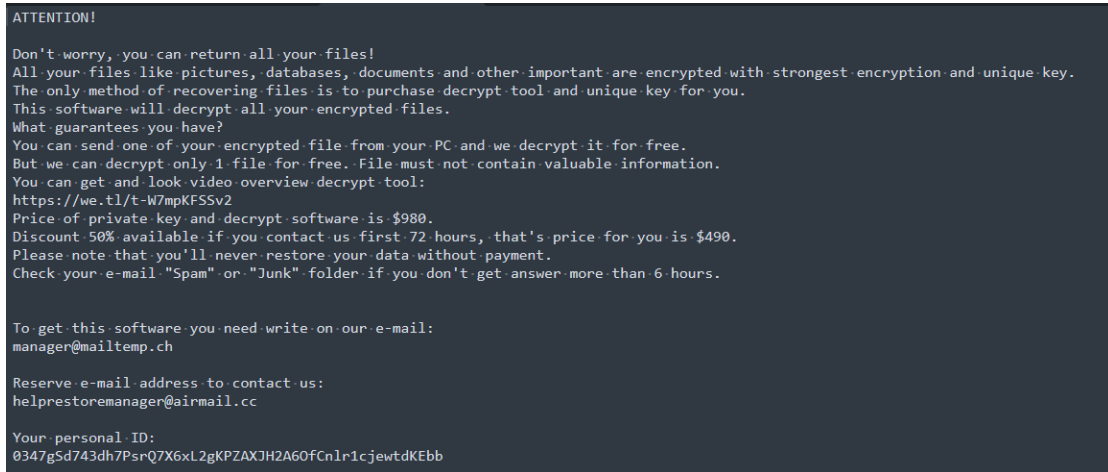 ATTENTION!
Don't worry, you can return all your files!
All your files like pictures, databases, documents and other important are encrypted with strongest encryption and unique key.
The only method of recovering files is to purchase decrypt tool and unique key for you.
This software will decrypt all your encrypted files.
What guarantees you have?
You can send one of your encrypted file from your PC and we decrypt it for free.
But we can decrypt only 1 file for free. File must not contain valuable information.
You can get and look video overview decrypt tool:
https://we.tl/t-W7mpKFSSv2
Price of private key and decrypt software is $980.
Discount 50% available if you contact us first 72 hours, that's price for you is $490.
Please note that you'll never restore your data without payment.
Check your e-mail "Spam" or "Junk" folder if you don't get answer more than 6 hours.
To get this software you need write on our e-mail:
manager@mailtemp.ch
Reserve e-mail address to contact us:
helprestoremanager@airmail.cc
Your personal ID:
0347gSd743dh7PsrQ7X6xL2gKPZAXJH2A6OfCnlr1cjewtdKEbb